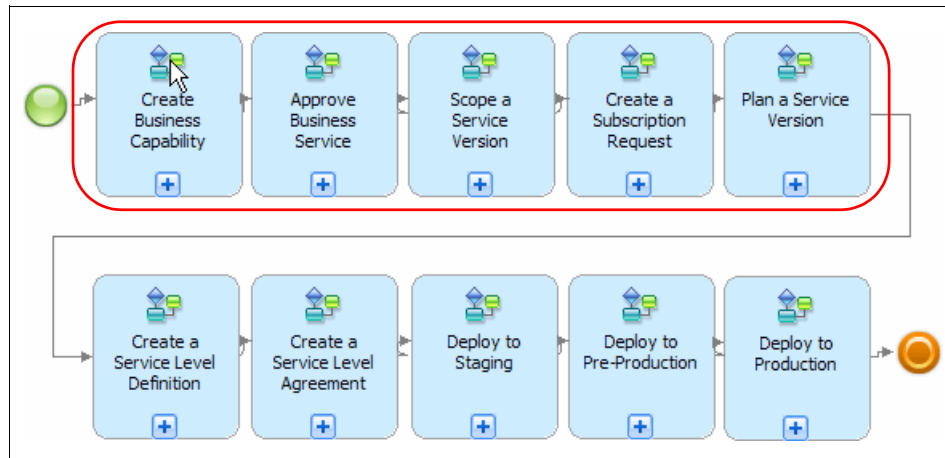 Create
Business
Capability
Approve
Business
Service
Scope a
Service
Version
Create a
Subscription
Request
Plan a Service
Version
Create a
Service Level
Definition
Create a
Service Level
Agreement
Deploy to
Staging
Deploy to
Pre-Production
Deploy to
Production